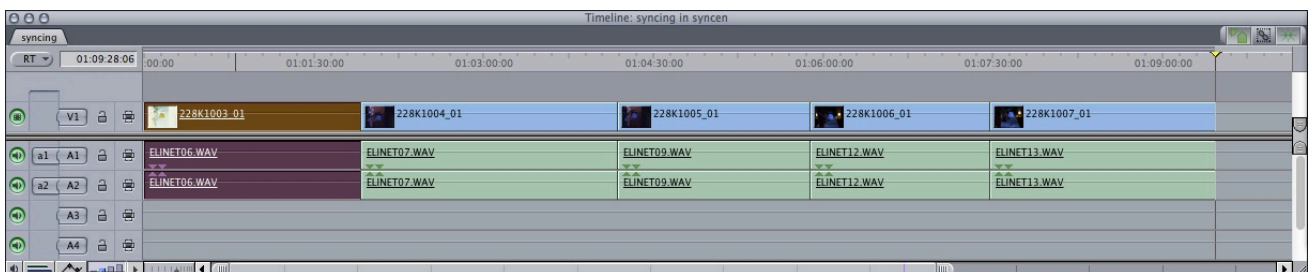 Timeline: syncing in syncen
syncing
RT 01:09:28:06 :00:00 01:01:30:00 01:03:00:00 01:04:30:00 01:06:00:00 01:07:30:00 01:09:00:00
V1 228K1003_01 228K1004_01 228K1005_01 228K1006_01 228K1007_01
a1 A1 ELINET06.WAV ELINET07.WAV ELINET09.WAV ELINET12.WAV ELINET13.WAV
a2 A2 ELINET06.WAV ELINET07.WAV ELINET09.WAV ELINET12.WAV ELINET13.WAV
A3
A4